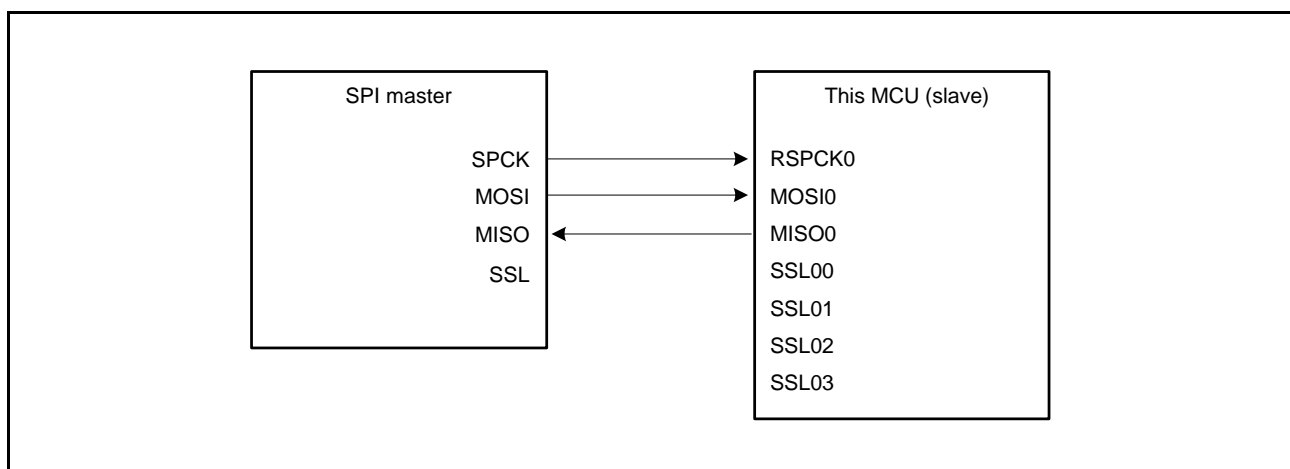 SPI master
SPCK
MOSI
MISO
SSL
This MCU (slave)
RSPCK0
MOSI0
MISO0
SSL00
SSL01
SSL02
SSL03